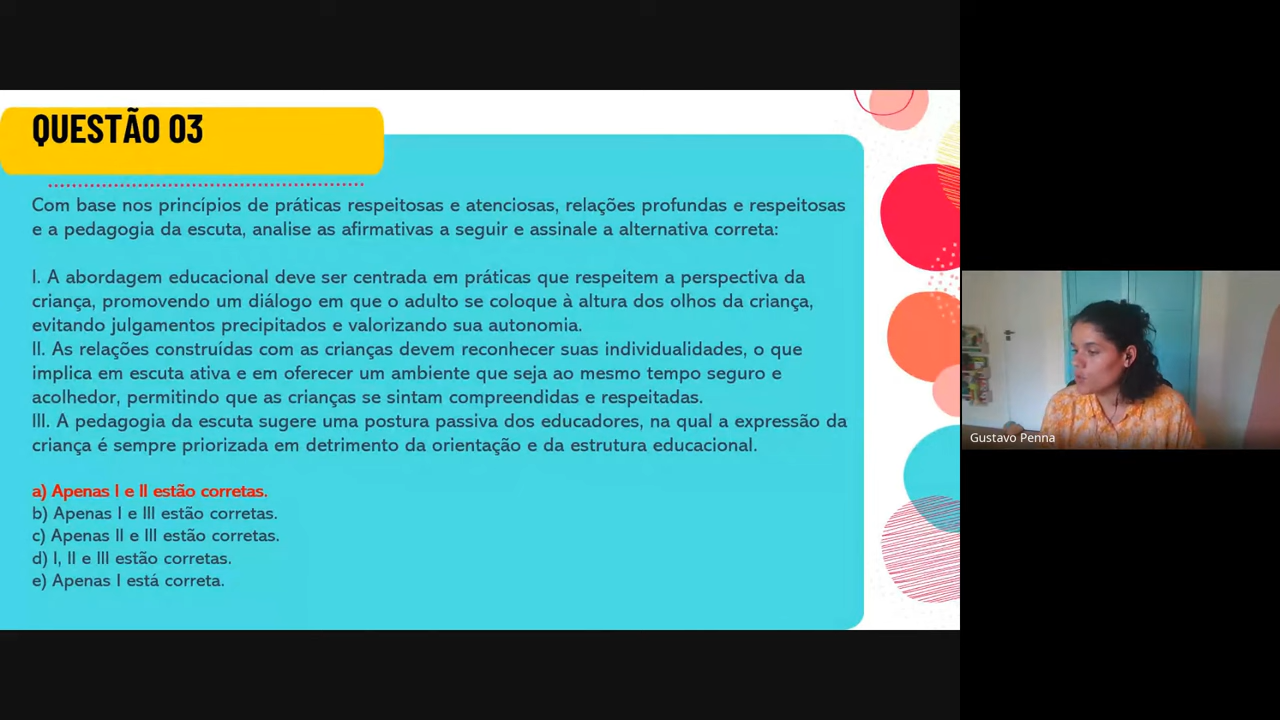 QUESTÃO 03
Com base nos princípios de práticas respeitosas e atenciosas, relações profundas e respeitosas
e a pedagogia da escuta, analise as afirmativas a seguir e assinale a alternativa correta:
I. A abordagem educacional deve ser centrada em práticas que respeitem a perspectiva da
criança, promovendo um diálogo em que o adulto se coloque à altura dos olhos da criança,
evitando julgamentos precipitados e valorizando sua autonomia.
II. As relações construídas com as crianças devem reconhecer suas individualidades, o que
implica em escuta ativa e em oferecer um ambiente que seja ao mesmo tempo seguro e
acolhedor, permitindo que as crianças se sintam compreendidas e respeitadas.
III. A pedagogia da escuta sugere uma postura passiva dos educadores, na qual a expressão da
criança é sempre priorizada em detrimento da orientação e da estrutura educacional.
a) Apenas I e II estão corretas.
b) Apenas I e III estão corretas.
c) Apenas II e III estão corretas.
d) I, II e III estão corretas.
e) Apenas I está correta.
Gustavo Penna